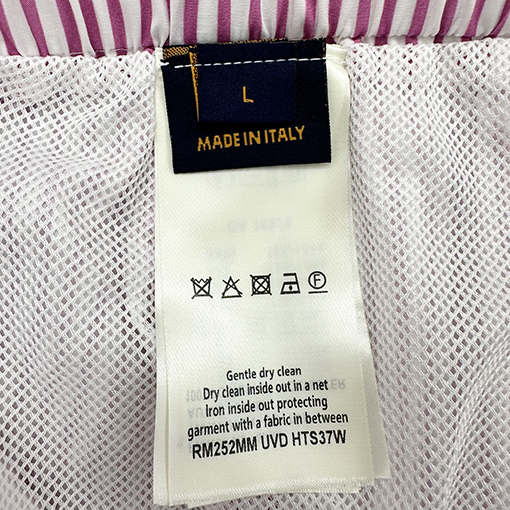 L
MADE IN ITALY
F
Gentle dry clean
Dry clean inside out in a net
Iron inside out protecting
garment with a fabric in between
RM252MM UVD HTS37W